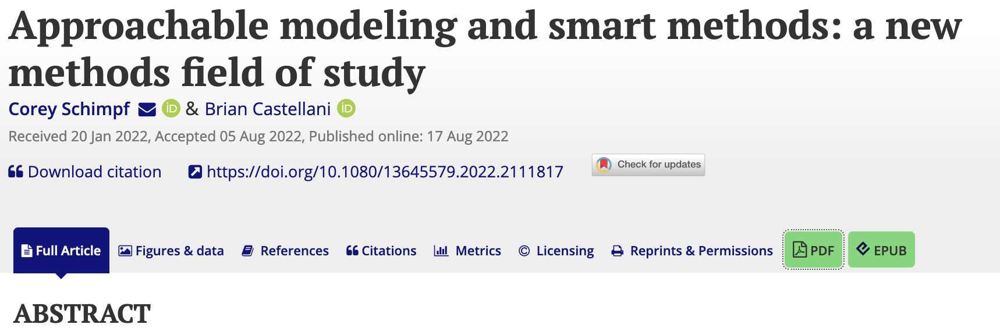 Approachable modeling and smart methods: a new
methods field of study
Corey Schimpf iD & Brian Castellani iD
Received 20 Jan 2022, Accepted 05 Aug 2022, Published online: 17 Aug 2022
Download citation https://doi.org/10.1080/13645579.2022.2111817 Check for updates
Full Article Figures & data References Citations Metrics © Licensing Reprints & Permissions PDF EPUB
ABSTRACT